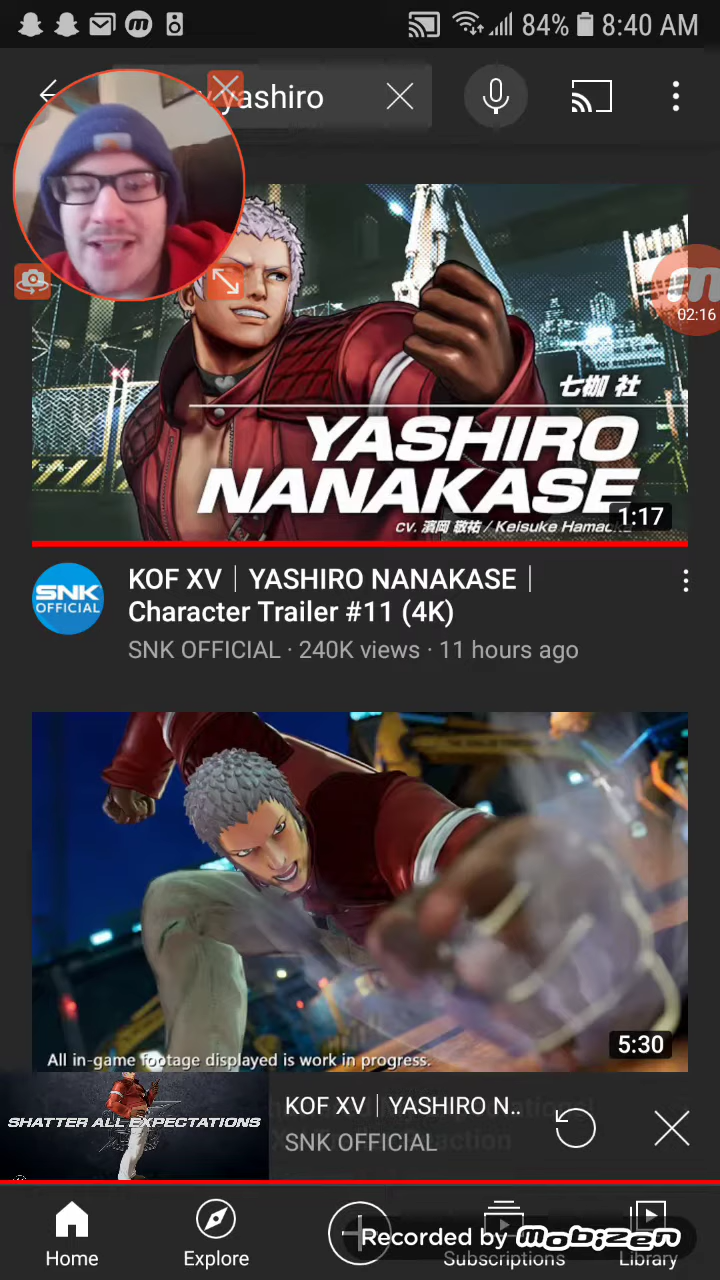 84% 8:40 AM
yashiro
02:16
for expansion
七枷 社
YASHIRO
NANAKASE
cv. 濱岡 敬祐 / Keisuke Hamao
1:17
SNK
OFFICIAL
KOF XV | YASHIRO NANAKASE |
Character Trailer #11 (4K)
SNK OFFICIAL · 240K views · 11 hours ago
5:30
All in-game footage displayed is work in progress.
SHATTER ALL EXPECTATIONS
KOF XV | YASHIRO N..
SNK OFFICIAL
Recorded by mobizen
Home Explore Subscriptions Library